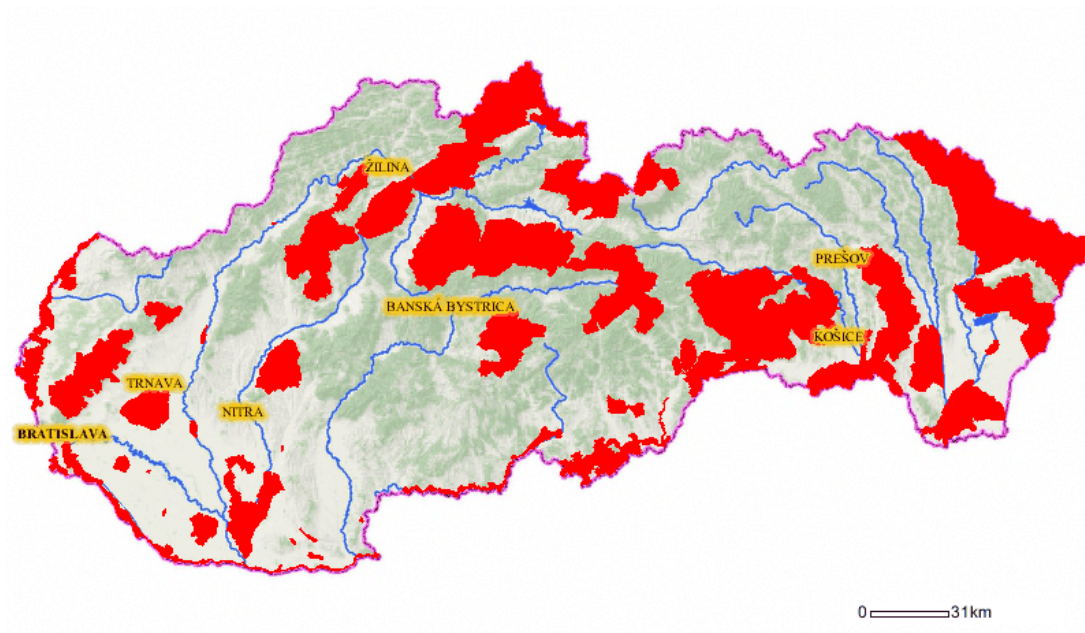 ŽILINA
PREŠOV
BANSKÁ BYSTRICA
KOŠICE
TRNAVA
NITRA
BRATISLAVA
0 31km